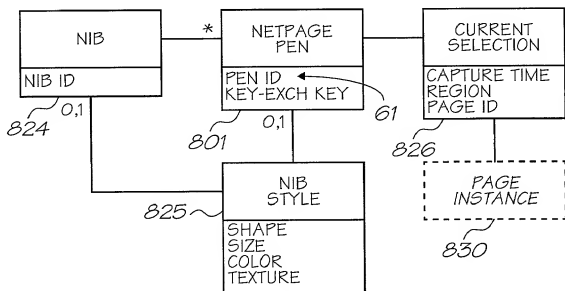 NIB
NIB ID
824
0,1
*
NETPAGE
PEN
PEN ID
KEY-EXCH KEY
61
801
0,1
CURRENT
SELECTION
CAPTURE TIME
REGION
PAGE ID
826
NIB
STYLE
825
SHAPE
SIZE
COLOR
TEXTURE
PAGE
INSTANCE
830